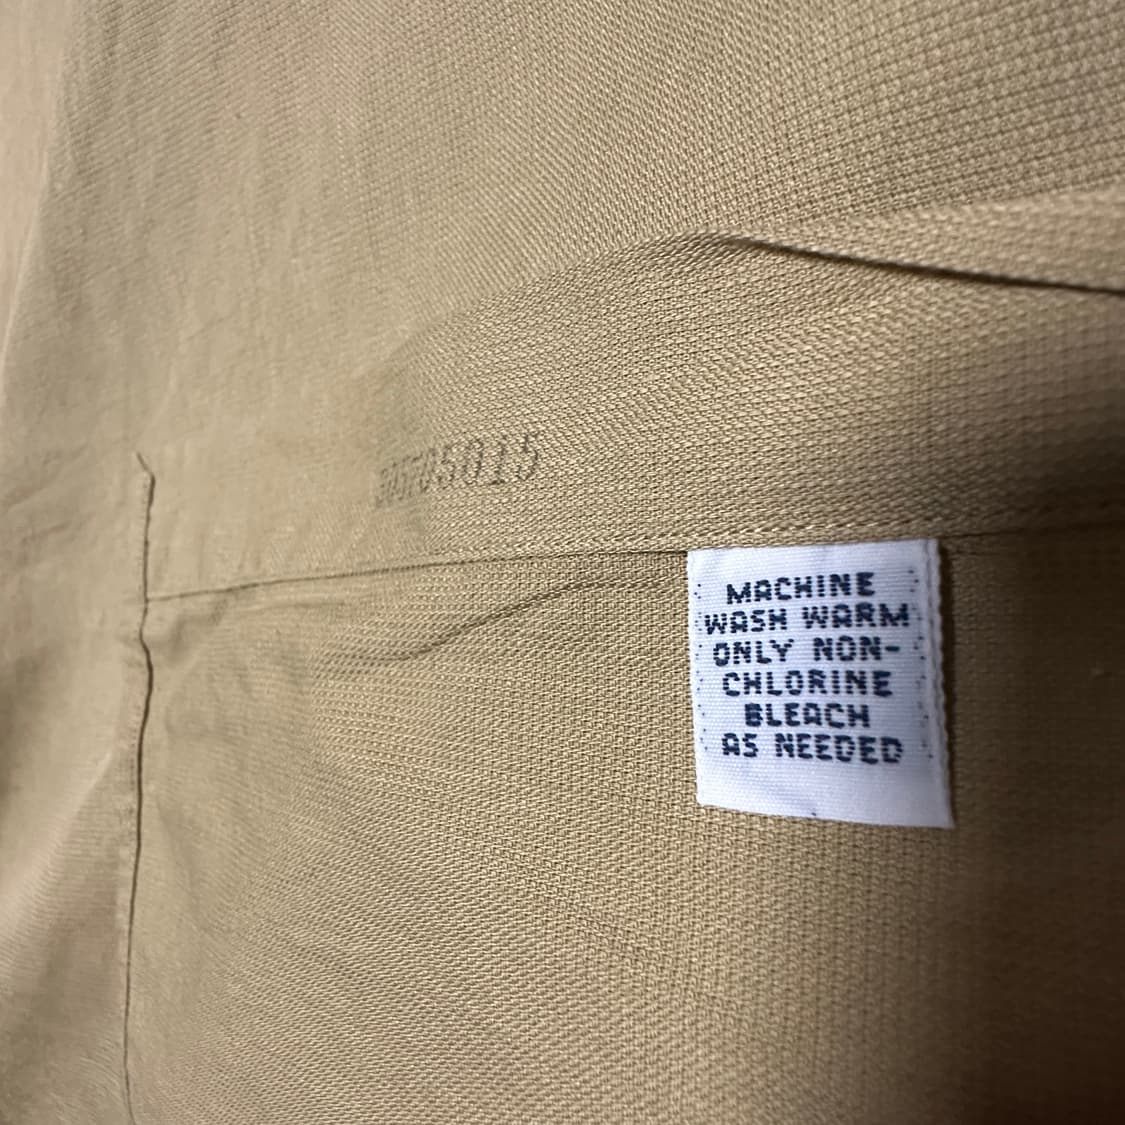 MACHINE
WASH WARM
ONLY NON-
CHLORINE
BLEACH
AS NEEDED